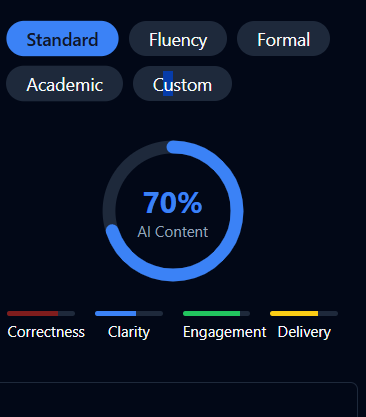 Standard Fluency Formal
Academic Custom
70%
AI Content
Correctness Clarity Engagement Delivery